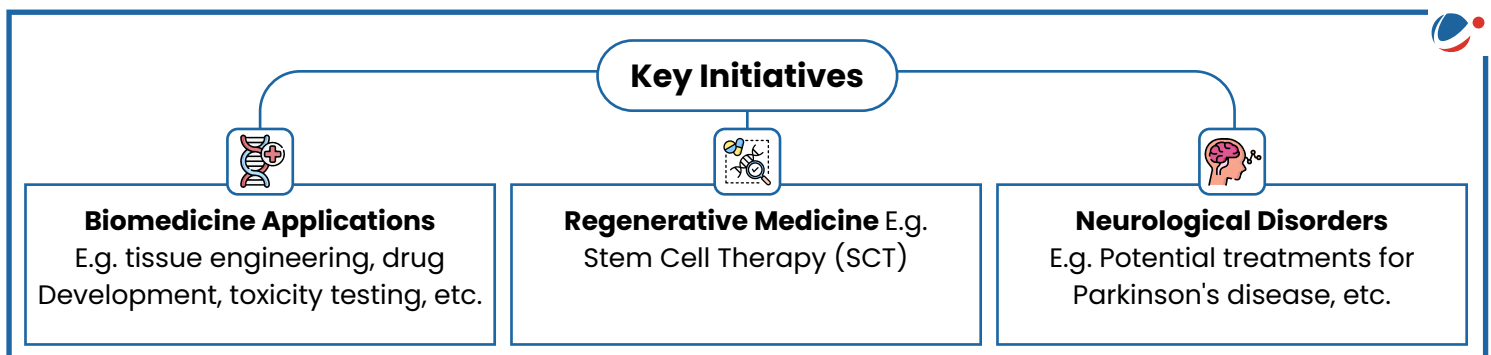 Key Initiatives
Biomedicine Applications
E.g. tissue engineering, drug
Development, toxicity testing, etc.
Regenerative Medicine E.g.
Stem Cell Therapy (SCT)
Neurological Disorders
E.g. Potential treatments for
Parkinson's disease, etc.